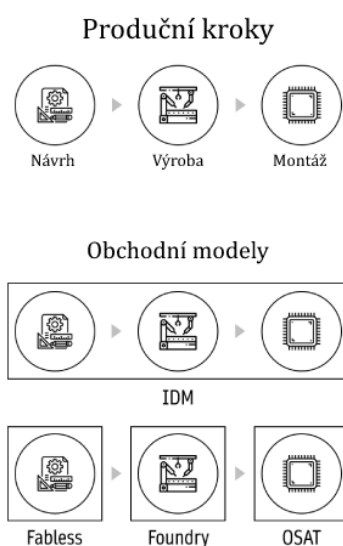 Produční kroky
Návrh Výroba Montáž
Obchodní modely
IDM
Fabless Foundry OSAT